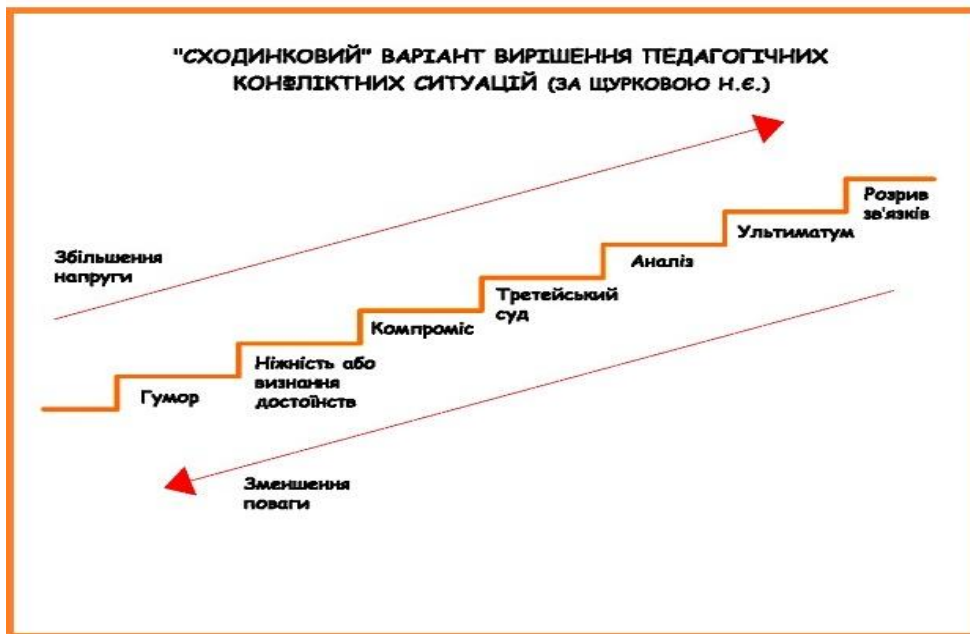 "СХОДИНКОВИЙ" ВАРІАНТ ВИРІШЕННЯ ПЕДАГОГІЧНИХ
КОНФЛІКТНИХ СИТУАЦІЙ (ЗА ЩУРКОВОЮ Н.Є.)
Збільшення
напруги
Гумор
Ніжність або
визнання
достоїнств
Компроміс
Третейський
суд
Аналіз
Ультиматум
Розрив
зв'язків
Зменшення
поваги